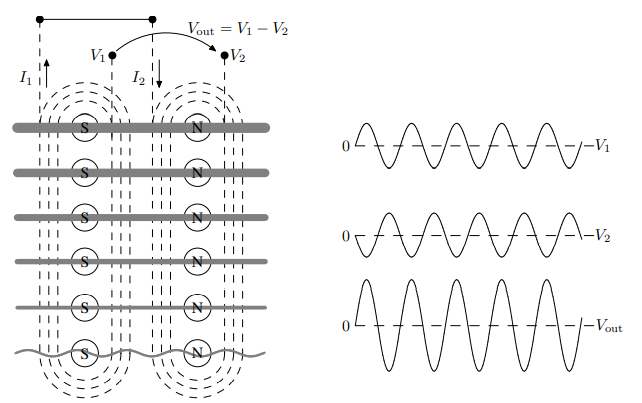 V_out = V_1 − V_2
V_1
V_2
I_1
I_2
S N
S N
S N
S N
S N
S N
0 V_1
0 V_2
0 V_out